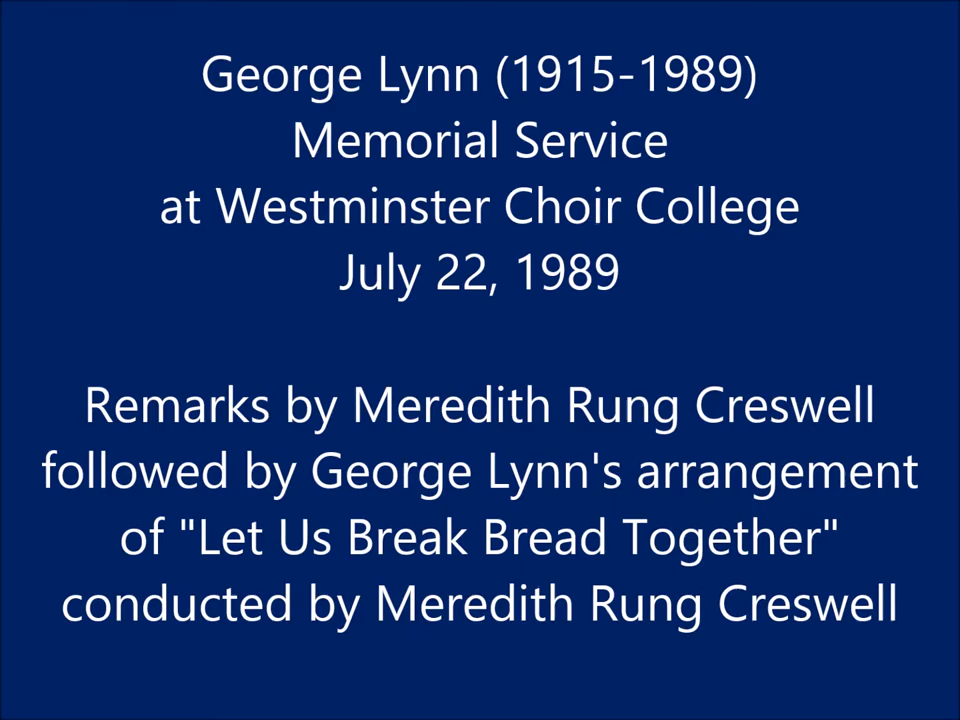 George Lynn (1915-1989)
Memorial Service
at Westminster Choir College
July 22, 1989
Remarks by Meredith Rung Creswell
followed by George Lynn's arrangement
of "Let Us Break Bread Together"
conducted by Meredith Rung Creswell